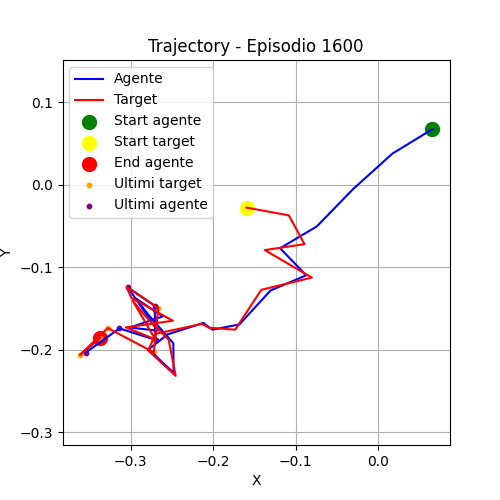 Trajectory - Episodio 1600
Agente
Target
Start agente
Start target
End agente
Ultimi target
Ultimi agente
0.1
0.0
−0.1
−0.2
−0.3
Y
−0.3
−0.2
−0.1
0.0
X